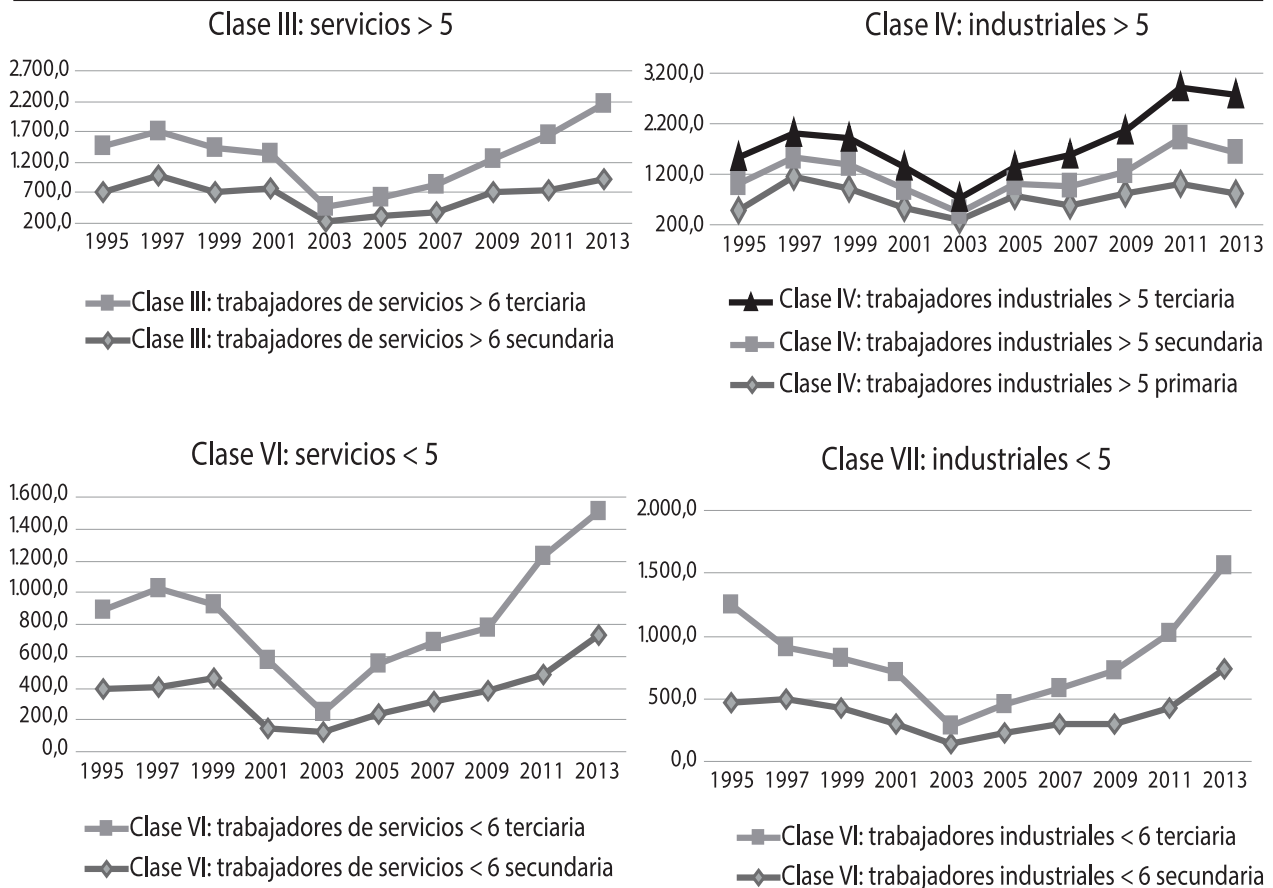 Clase III: servicios > 5
2.700,0
2.200,0
1.700,0
1.200,0
700,0
200,0
1995 1997 1999 2001 2003 2005 2007 2009 2011 2013
Clase III: trabajadores de servicios > 6 terciaria
Clase III: trabajadores de servicios > 6 secundaria
Clase IV: industriales > 5
3.200,0
2.200,0
1.200,0
200,0
1995 1997 1999 2001 2003 2005 2007 2009 2011 2013
Clase IV: trabajadores industriales > 5 terciaria
Clase IV: trabajadores industriales > 5 secundaria
Clase IV: trabajadores industriales > 5 primaria
Clase VI: servicios < 5
1.600,0
1.400,0
1.200,0
1.000,0
800,0
600,0
400,0
200,0
0,0
1995 1997 1999 2001 2003 2005 2007 2009 2011 2013
Clase VI: trabajadores de servicios < 6 terciaria
Clase VI: trabajadores de servicios < 6 secundaria
Clase VII: industriales < 5
2.000,0
1.500,0
1.000,0
500,0
0,0
1995 1997 1999 2001 2003 2005 2007 2009 2011 2013
Clase VI: trabajadores industriales < 6 terciaria
Clase VI: trabajadores industriales < 6 secundaria